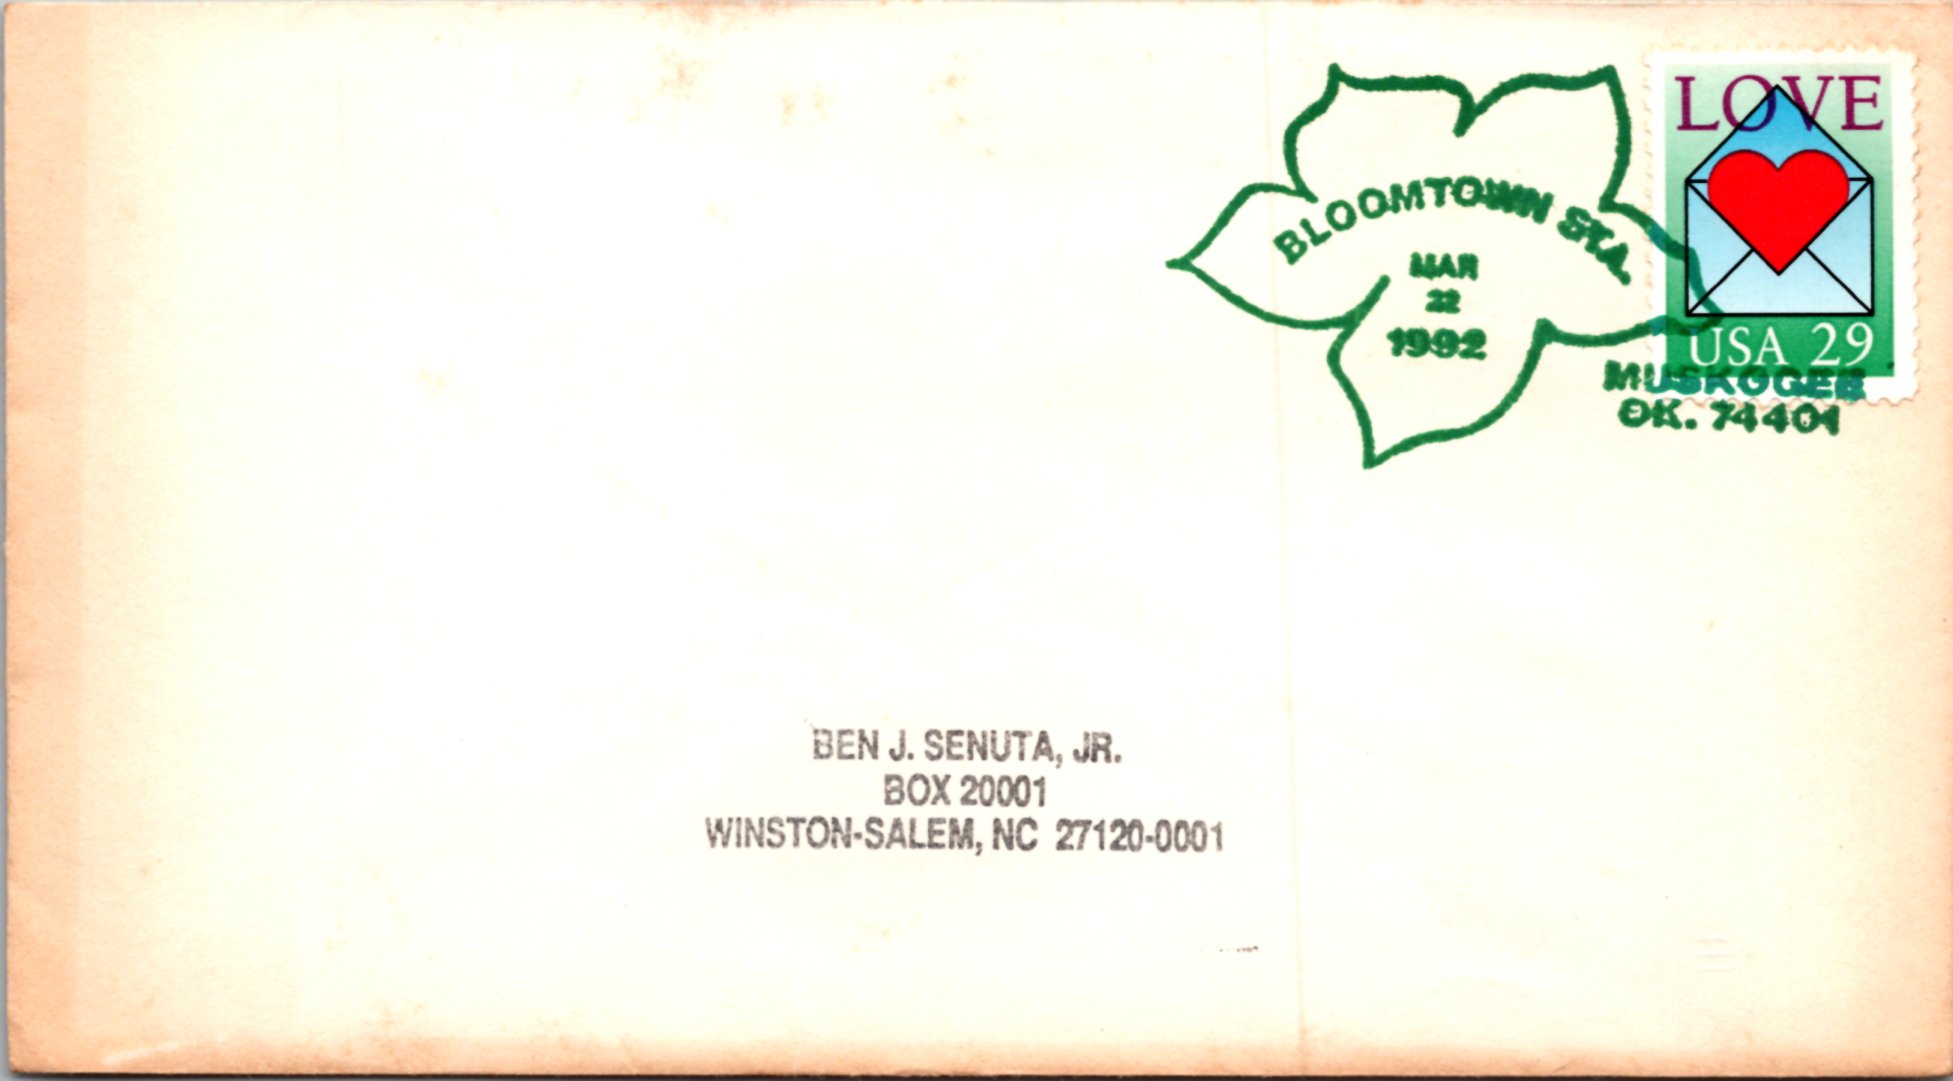 LOVE
USA 29
BLOOMTOWN STA.
MAR
22
1992
MUSKOGEE
OK. 74401
BEN J. SENUTA, JR.
BOX 20001
WINSTON-SALEM, NC 27120-0001